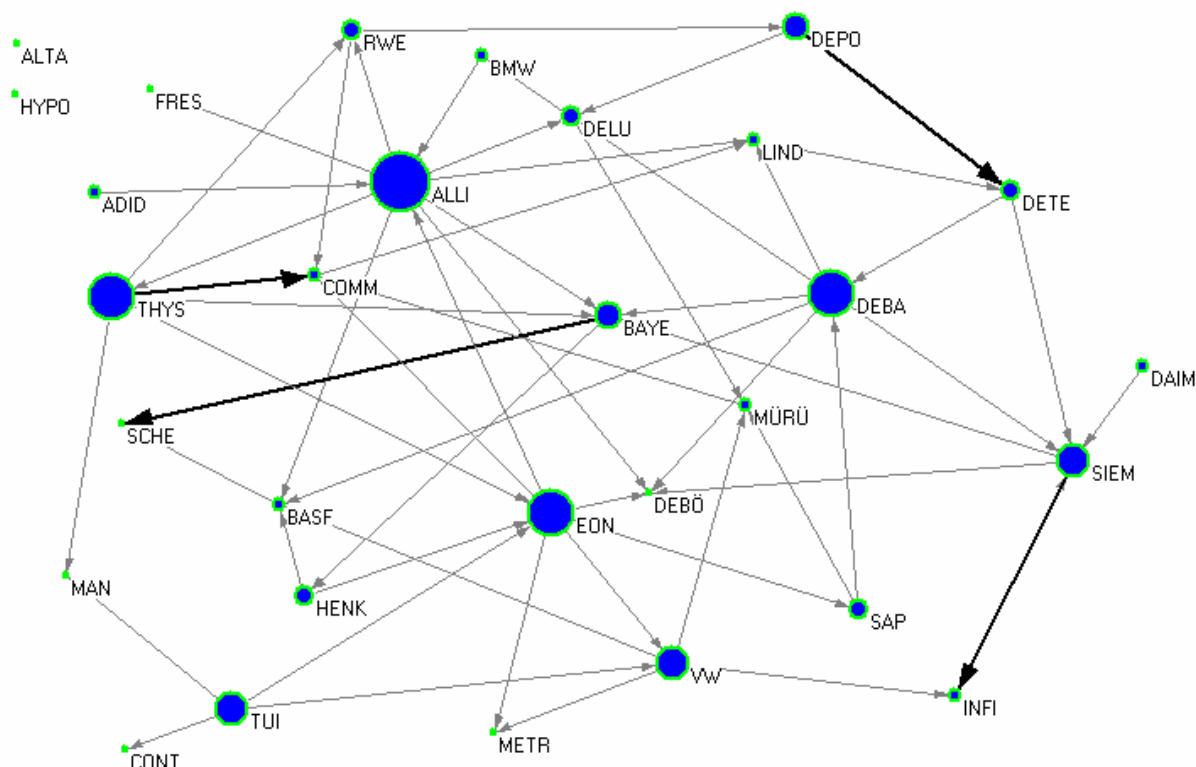 RWE
DEPO
ALTA
BMW
HYPO
FRES
DELU
LIND
ADID
ALLI
DETE
COMM
THYS
DEBA
BAYE
DAIM
SCHE
MÜRÜ
SIEM
DEBÖ
BASF
EON
MAN
HENK
SAP
VW
INFI
TUI
METR
CONT